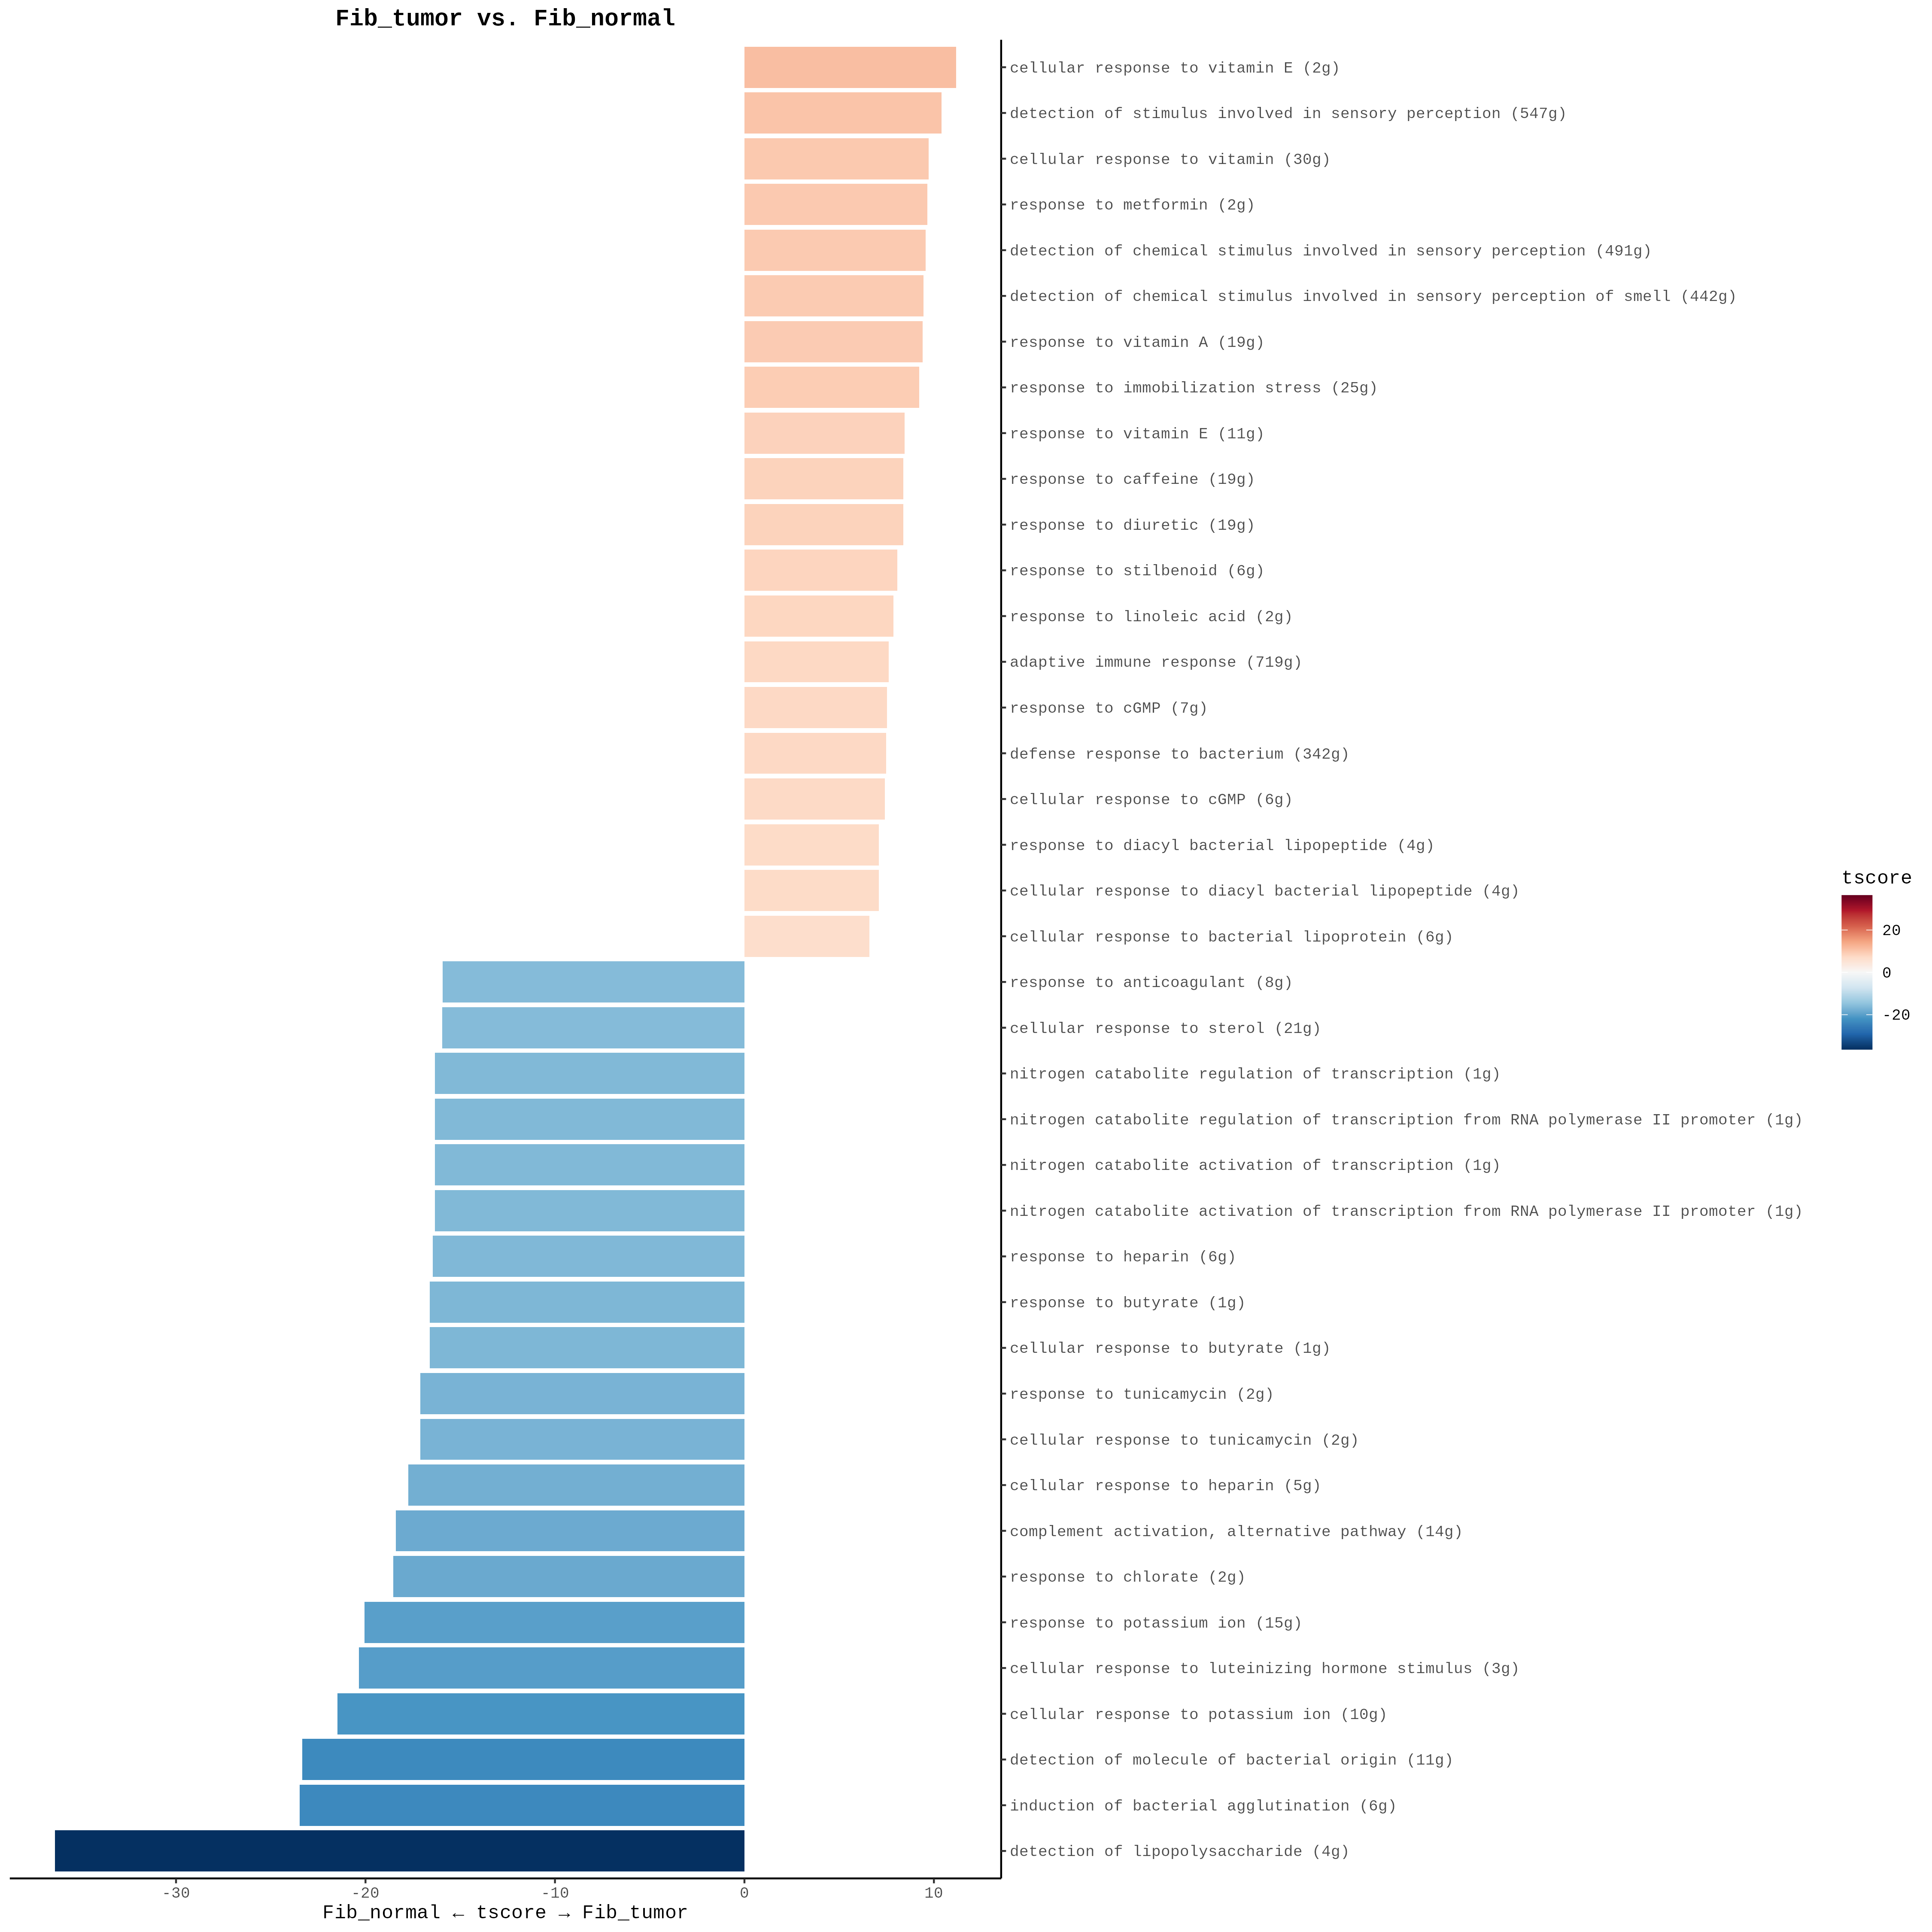 Fib_tumor vs. Fib_normal
cellular response to vitamin E (2g)
detection of stimulus involved in sensory perception (547g)
cellular response to vitamin (30g)
response to metformin (2g)
detection of chemical stimulus involved in sensory perception (491g)
detection of chemical stimulus involved in sensory perception of smell (442g)
response to vitamin A (19g)
response to immobilization stress (25g)
response to vitamin E (11g)
response to caffeine (19g)
response to diuretic (19g)
response to stilbenoid (6g)
response to linoleic acid (2g)
adaptive immune response (719g)
response to cGMP (7g)
defense response to bacterium (342g)
cellular response to cGMP (6g)
response to diacyl bacterial lipopeptide (4g)
cellular response to diacyl bacterial lipopeptide (4g)
cellular response to bacterial lipoprotein (6g)
response to anticoagulant (8g)
cellular response to sterol (21g)
nitrogen catabolite regulation of transcription (1g)
nitrogen catabolite regulation of transcription from RNA polymerase II promoter (1g)
nitrogen catabolite activation of transcription (1g)
nitrogen catabolite activation of transcription from RNA polymerase II promoter (1g)
response to heparin (6g)
response to butyrate (1g)
cellular response to butyrate (1g)
response to tunicamycin (2g)
cellular response to tunicamycin (2g)
cellular response to heparin (5g)
complement activation, alternative pathway (14g)
response to chlorate (2g)
response to potassium ion (15g)
cellular response to luteinizing hormone stimulus (3g)
cellular response to potassium ion (10g)
detection of molecule of bacterial origin (11g)
induction of bacterial agglutination (6g)
detection of lipopolysaccharide (4g)
-30 -20 -10 0 10
Fib_normal ← tscore → Fib_tumor
tscore
20
0
-20